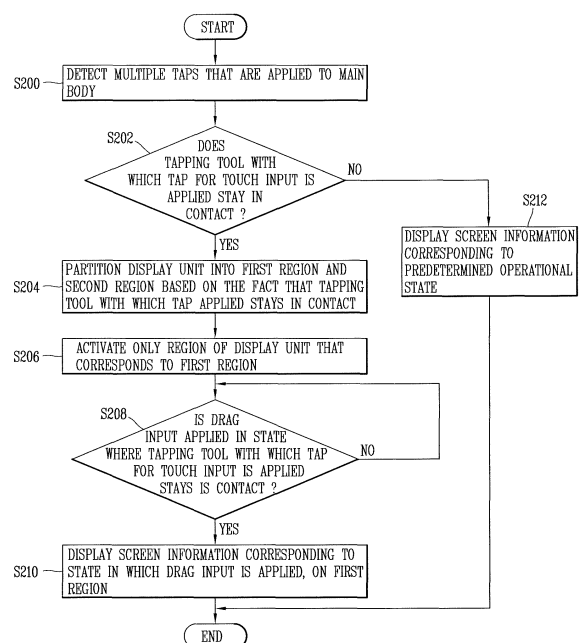 START
S200
DETECT MULTIPLE TAPS THAT ARE APPLIED TO MAIN
BODY
S202
DOES
TAPPING TOOL WITH
WHICH TAP FOR TOUCH INPUT IS
APPLIED STAY IN
CONTACT ?
NO
YES
S212
DISPLAY SCREEN INFORMATION
CORRESPONDING TO
PREDETERMINED OPERATIONAL
STATE
S204
PARTITION DISPLAY UNIT INTO FIRST REGION AND
SECOND REGION BASED ON THE FACT THAT TAPPING
TOOL WITH WHICH TAP APPLIED STAYS IN CONTACT
S206
ACTIVATE ONLY REGION OF DISPLAY UNIT THAT
CORRESPONDS TO FIRST REGION
S208
IS DRAG
INPUT APPLIED IN STATE
WHERE TAPPING TOOL WITH WHICH TAP
FOR TOUCH INPUT IS APPLIED
STAYS IS CONTACT ?
NO
YES
S210
DISPLAY SCREEN INFORMATION CORRESPONDING TO
STATE IN WHICH DRAG INPUT IS APPLIED, ON FIRST
REGION
END